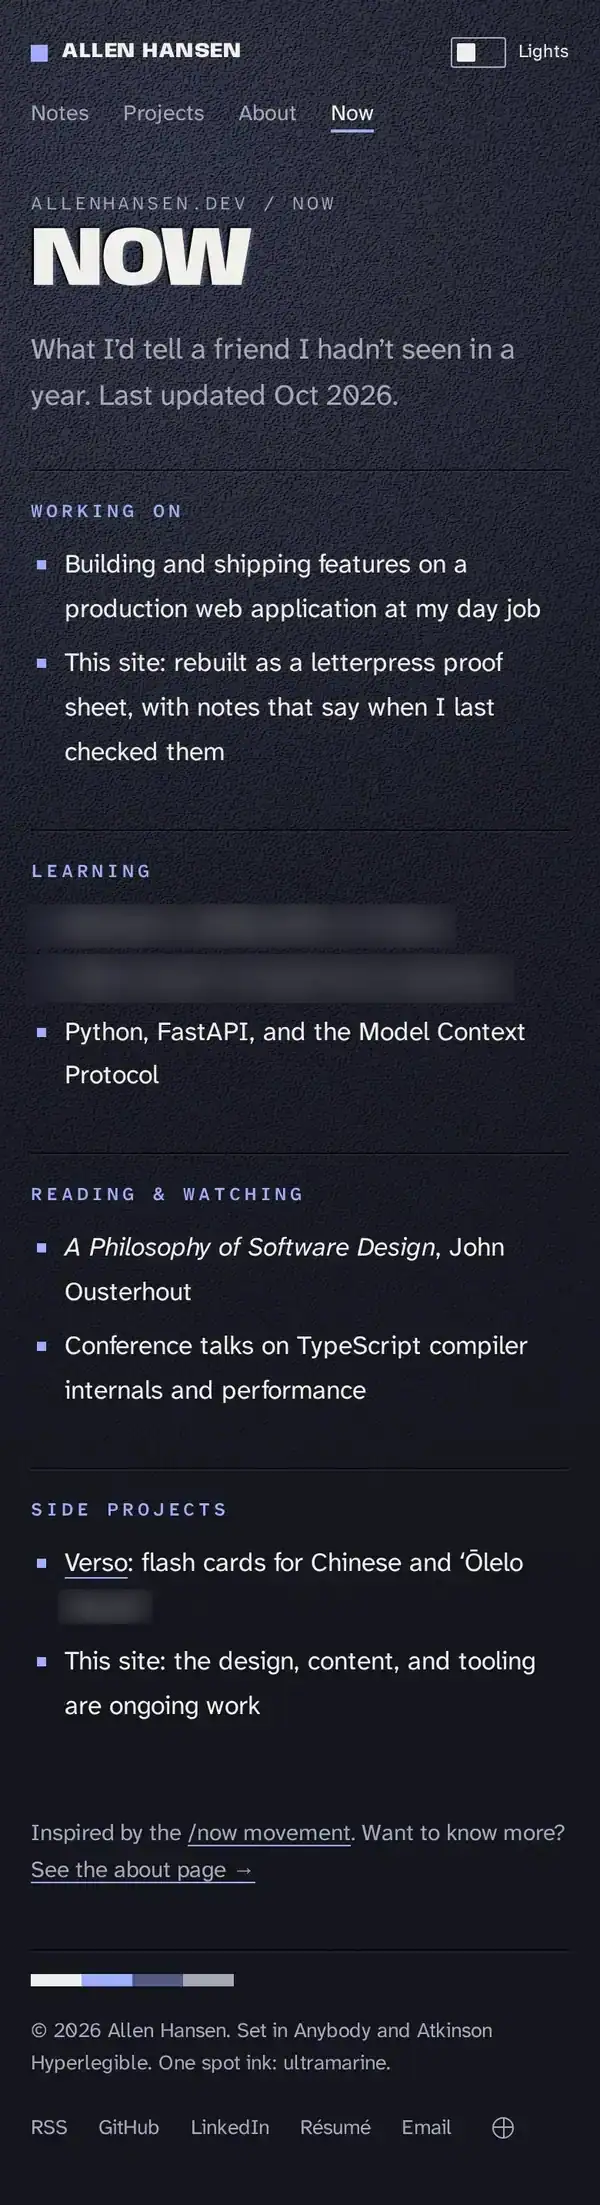 ALLEN HANSEN
Lights
Notes Projects About Now
ALLENHANSEN.DEV / NOW
NOW
What I’d tell a friend I hadn’t seen in a
year. Last updated Oct 2026.
WORKING ON
Building and shipping features on a
production web application at my day job
This site: rebuilt as a letterpress proof
sheet, with notes that say when I last
checked them
LEARNING
Python, FastAPI, and the Model Context
Protocol
READING & WATCHING
A Philosophy of Software Design, John
Ousterhout
Conference talks on TypeScript compiler
internals and performance
SIDE PROJECTS
Verso: flash cards for Chinese and ʻŌlelo
This site: the design, content, and tooling
are ongoing work
Inspired by the /now movement. Want to know more?
See the about page →
© 2026 Allen Hansen. Set in Anybody and Atkinson
Hyperlegible. One spot ink: ultramarine.
RSS GitHub LinkedIn Résumé Email